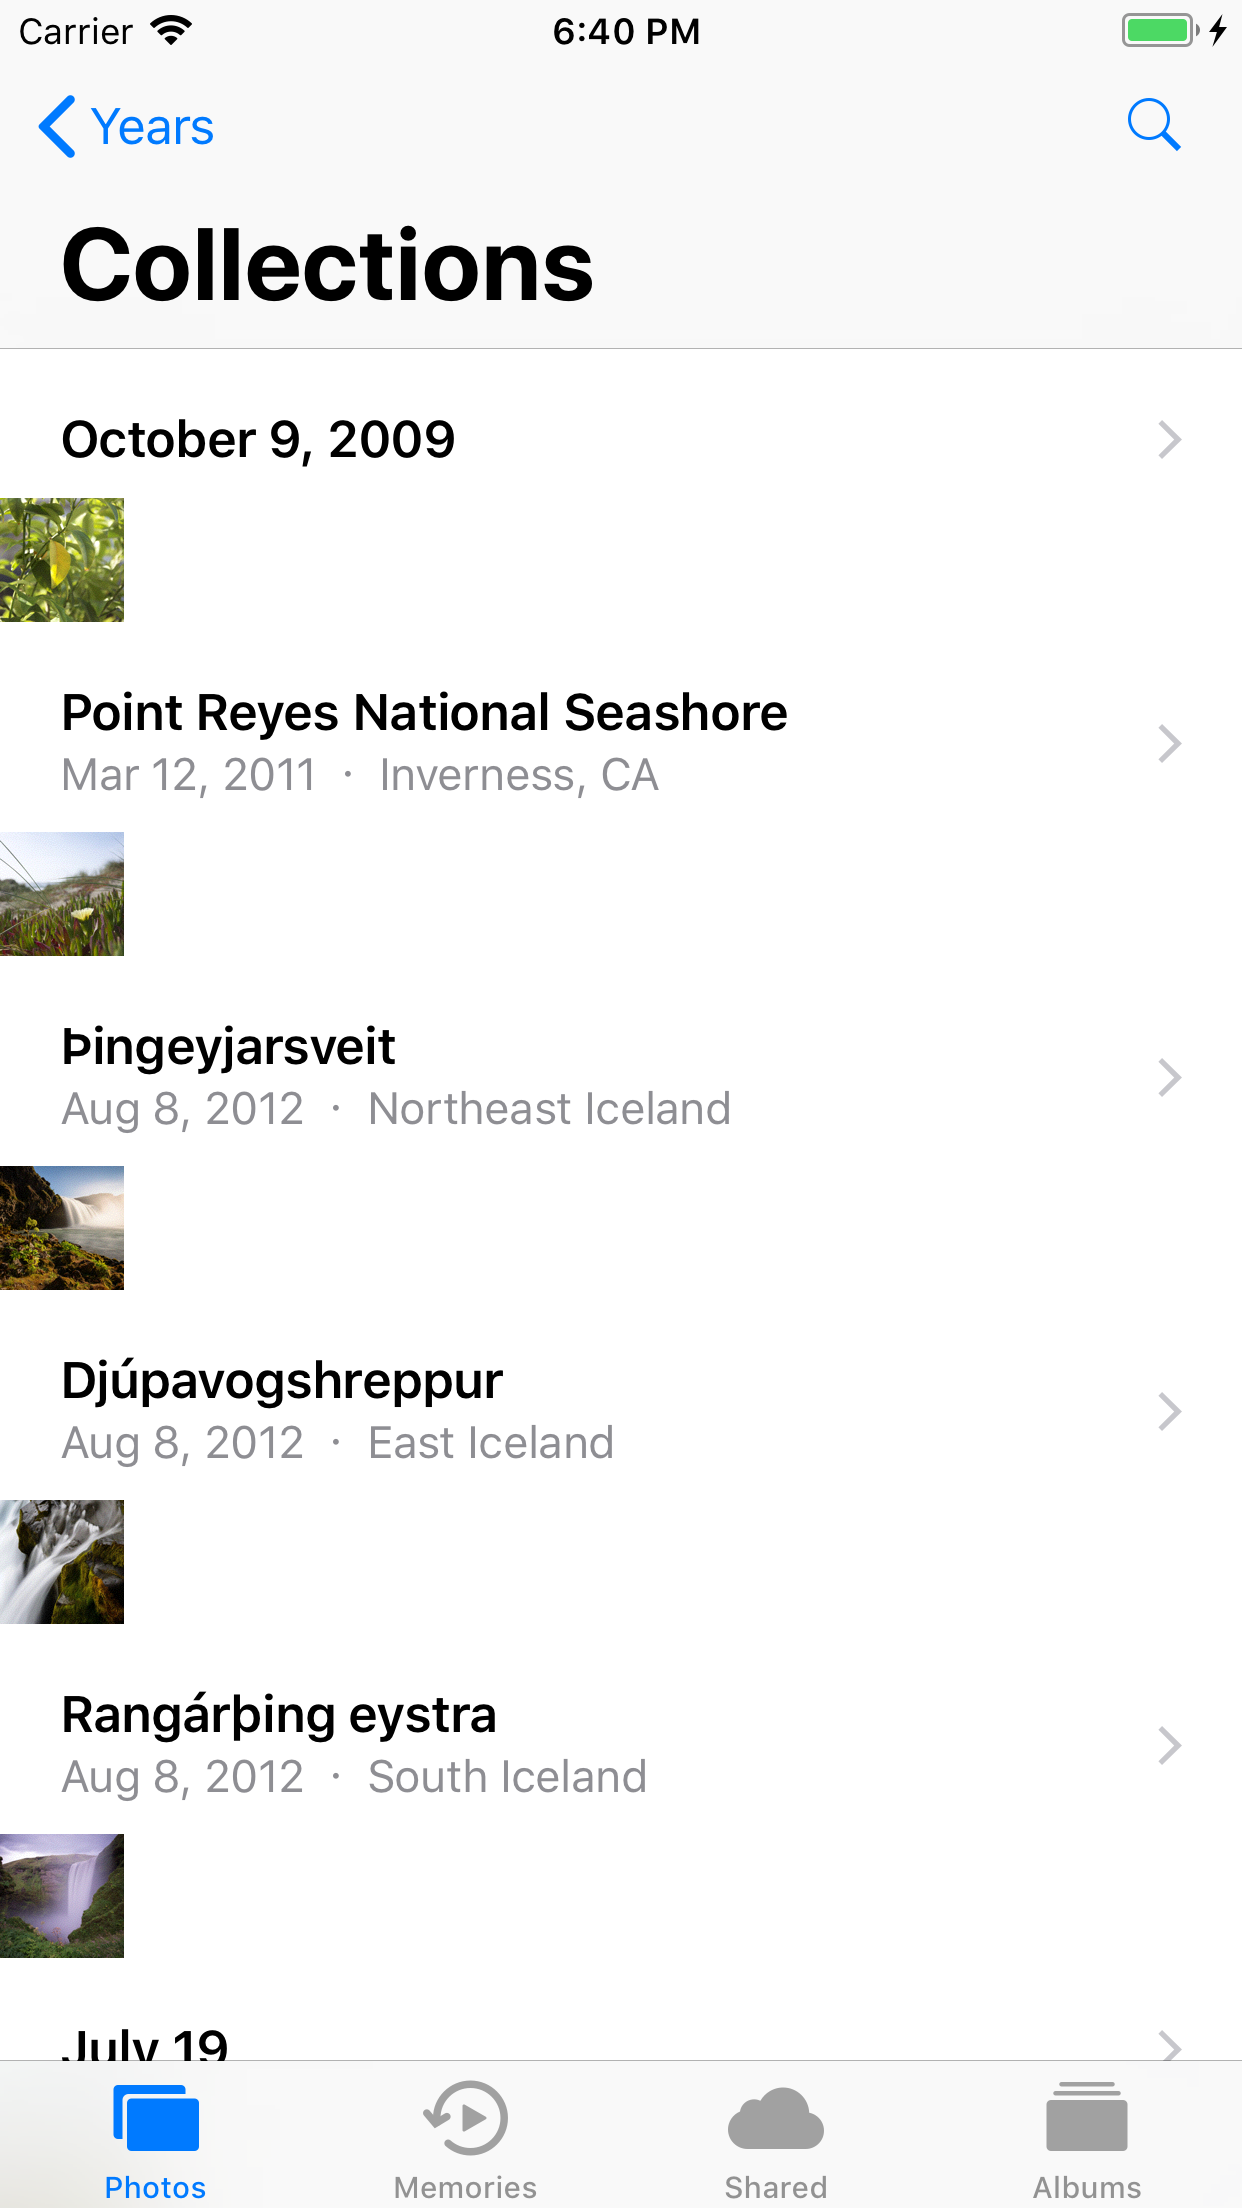 Carrier 6:40 PM
Years
Collections
October 9, 2009
Point Reyes National Seashore
Mar 12, 2011 · Inverness, CA
Þingeyjarsveit
Aug 8, 2012 · Northeast Iceland
Djúpavogshreppur
Aug 8, 2012 · East Iceland
Rangárþing eystra
Aug 8, 2012 · South Iceland
July 19
Photos Memories Shared Albums